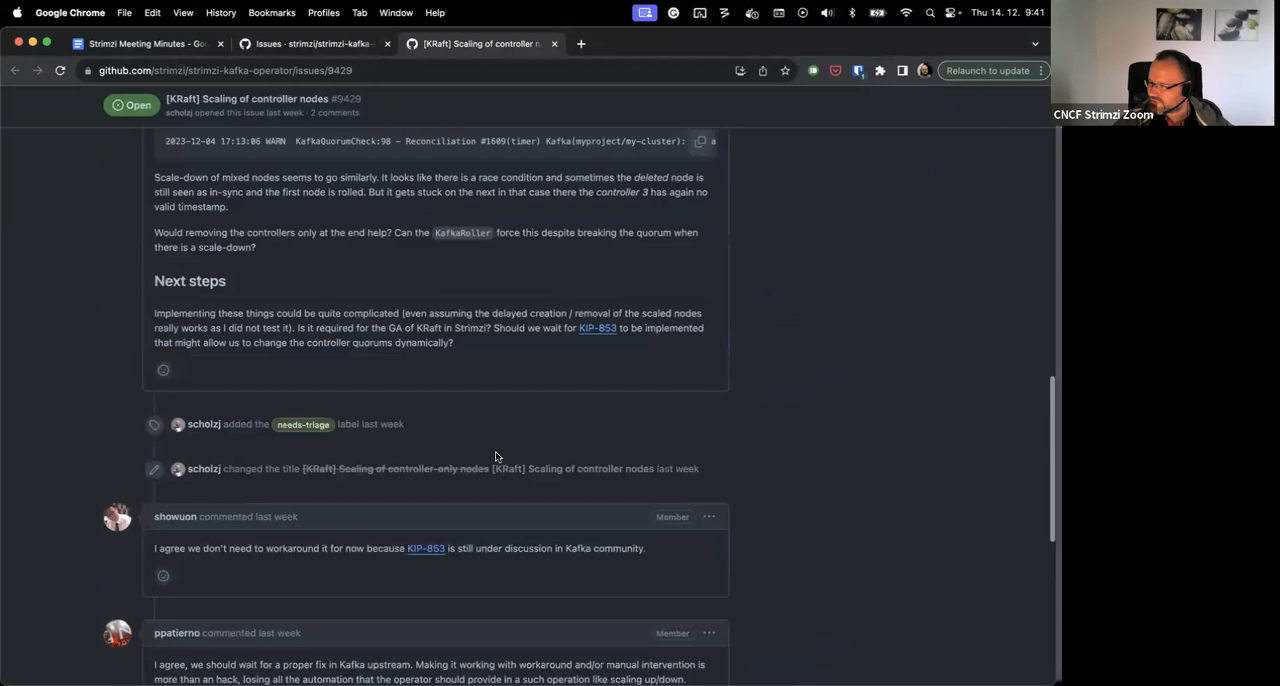 Google Chrome File Edit View History Bookmarks Profiles Tab Window Help Thu 14. 12. 9:41
Strimzi Meeting Minutes - Go
Issues · strimzi/strimzi-kafka-
[KRaft] Scaling of controller n
github.com/strimzi/strimzi-kafka-operator/issues/9429
Relaunch to update
CNCF Strimzi Zoom
Open
[KRaft] Scaling of controller nodes #9429
scholzj opened this issue last week · 2 comments
2023-12-04 17:13:06 WARN KafkaQuorumCheck:98 - Reconciliation #1609(timer) Kafka(myproject/my-cluster):
Scale-down of mixed nodes seems to go similarly. It looks like there is a race condition and sometimes the deleted node is
still seen as in-sync and the first node is rolled. But it gets stuck on the next in that case there the controller 3 has again no
valid timestamp.
Would removing the controllers only at the end help? Can the KafkaRoller force this despite breaking the quorum when
there is a scale-down?
Next steps
Implementing these things could be quite complicated (even assuming the delayed creation / removal of the scaled nodes
really works as I did not test it). Is it required for the GA of KRaft in Strimzi? Should we wait for KIP-853 to be implemented
that might allow us to change the controller quorums dynamically?
scholzj added the needs-triage label last week
scholzj changed the title [KRaft] Scaling of controller-only nodes [KRaft] Scaling of controller nodes last week
showuon commented last week
Member
I agree we don't need to workaround it for now because KIP-853 is still under discussion in Kafka community.
ppatierno commented last week
Member
I agree, we should wait for a proper fix in Kafka upstream. Making it working with workaround and/or manual intervention is
more than an hack, losing all the automation that the operator should provide in a such operation like scaling up/down.